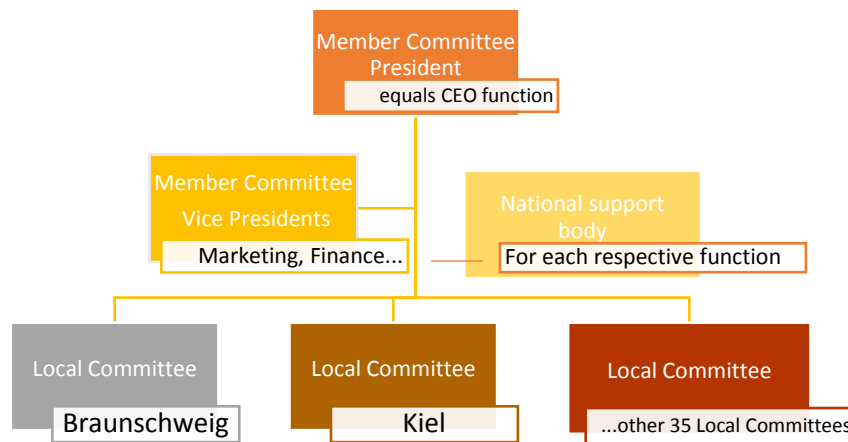 Member Committee
President
equals CEO function
Member Committee
Vice Presidents
Marketing, Finance...
National support
body
For each respective function
Local Committee
Braunschweig
Local Committee
Kiel
Local Committee
...other 35 Local Committees